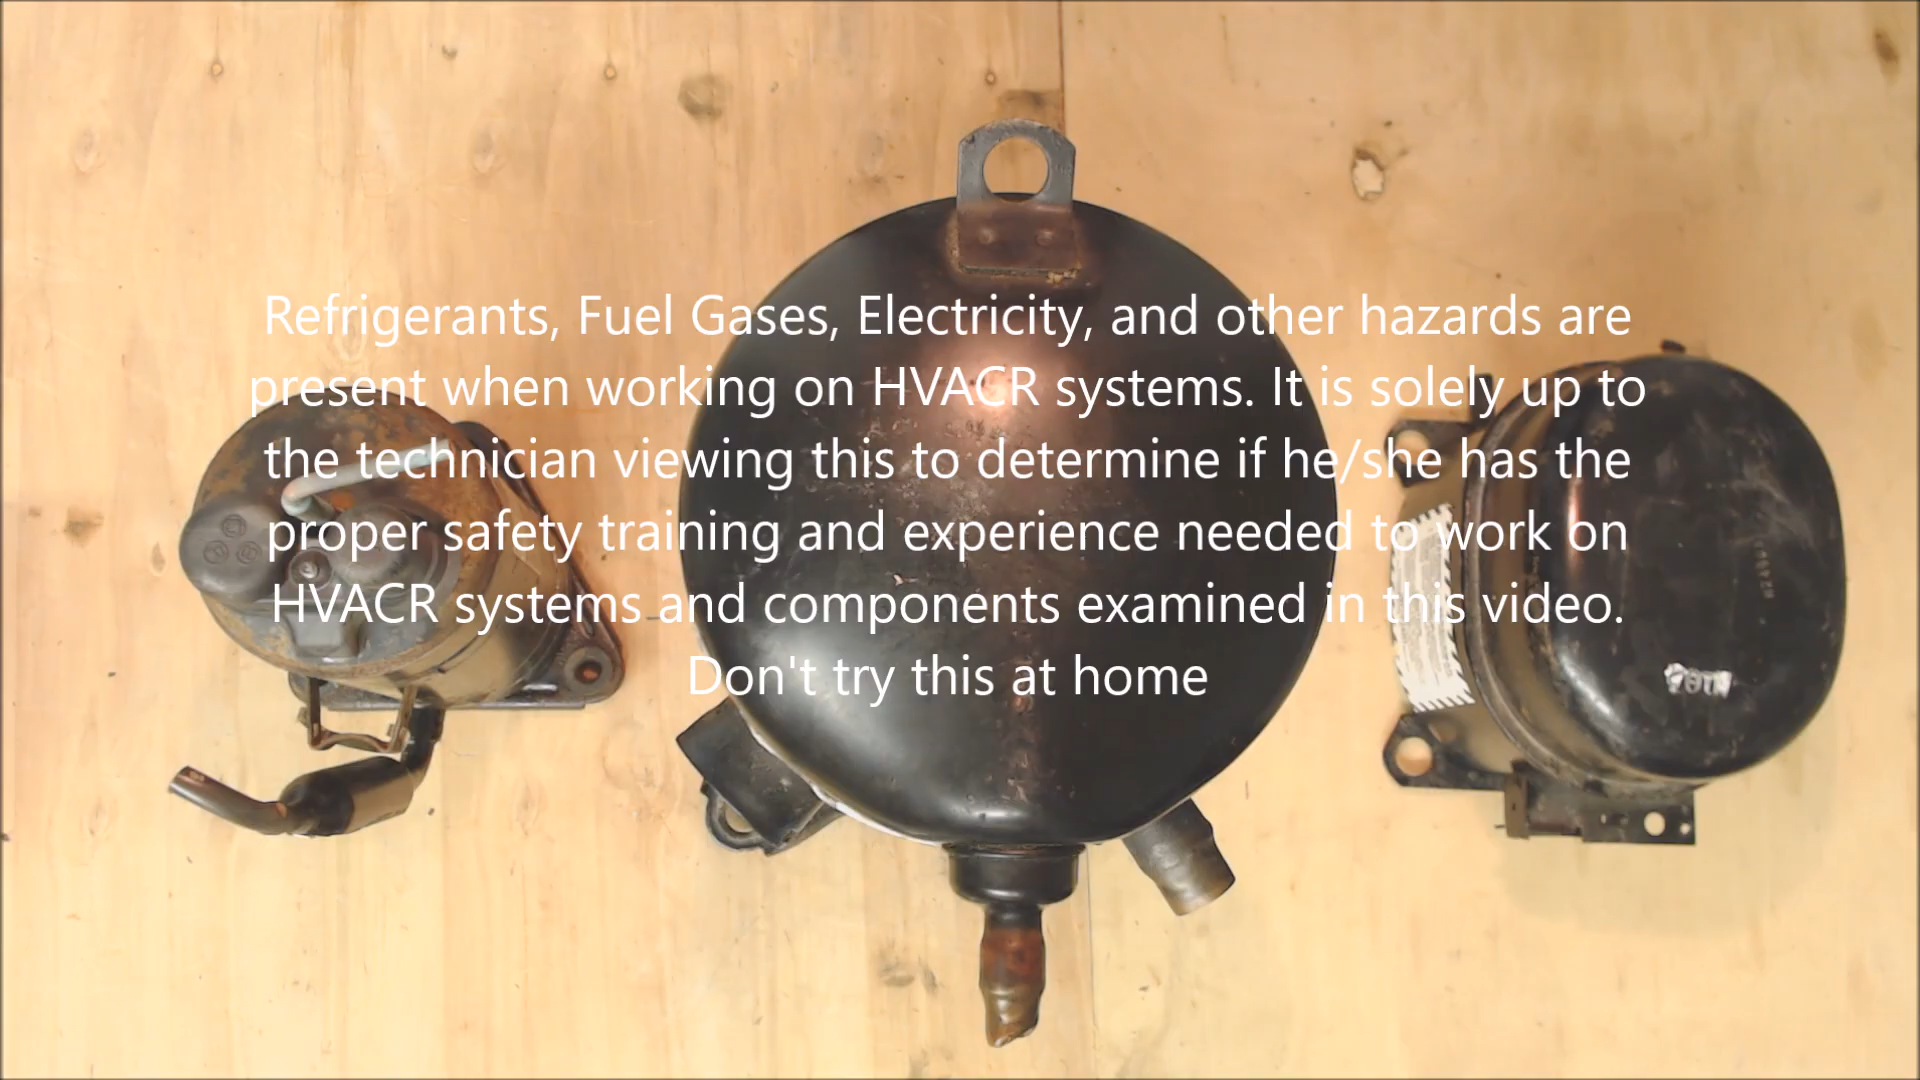 Refrigerants, Fuel Gases, Electricity, and other hazards are
present when working on HVACR systems. It is solely up to
the technician viewing this to determine if he/she has the
proper safety training and experience needed to work on
HVACR systems and components examined in this video.
Don't try this at home